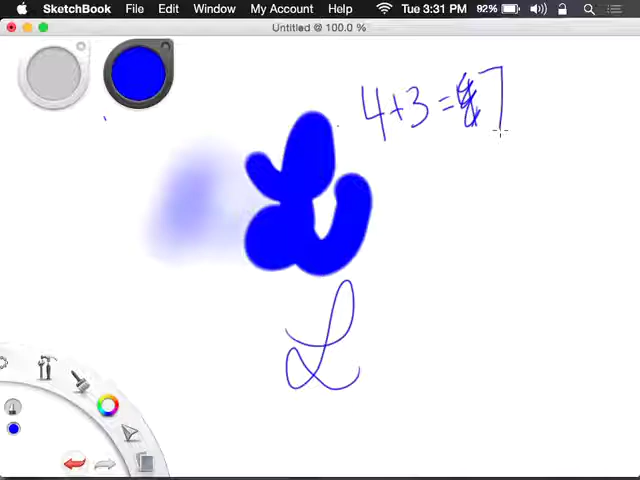 SketchBook File Edit Window My Account Help Tue 3:31 PM 92%
Untitled @ 100.0 %
4+3=7
L